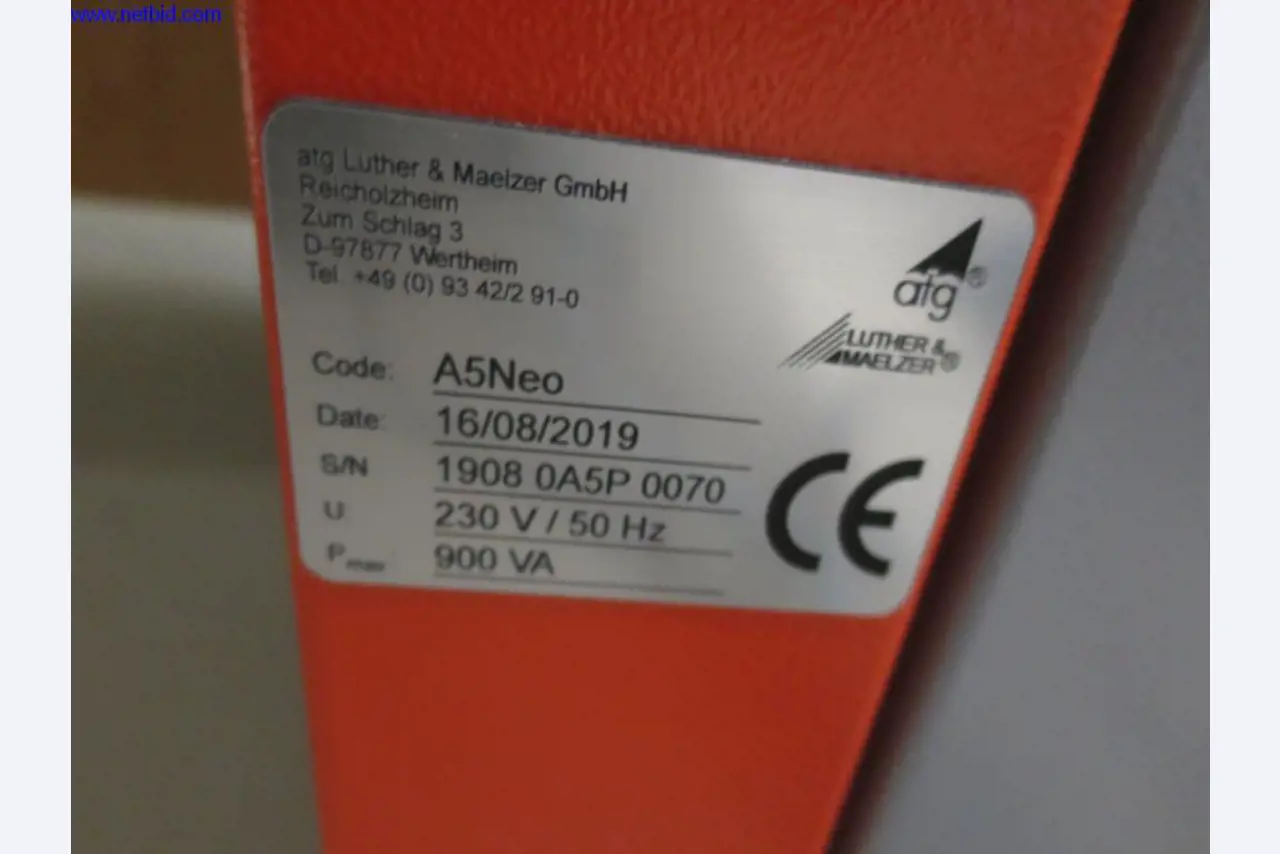 www.netbid.com
atg Luther & Maelzer GmbH
Reicholzheim
Zum Schlag 3
D-97877 Wertheim
Tel +49 (0) 93 42/2 91-0
atg®
LUTHER &
MAELZER®
Code: A5Neo
Date: 16/08/2019
S/N 1908 0A5P 0070
U 230 V / 50 Hz
Pmax 900 VA
CE